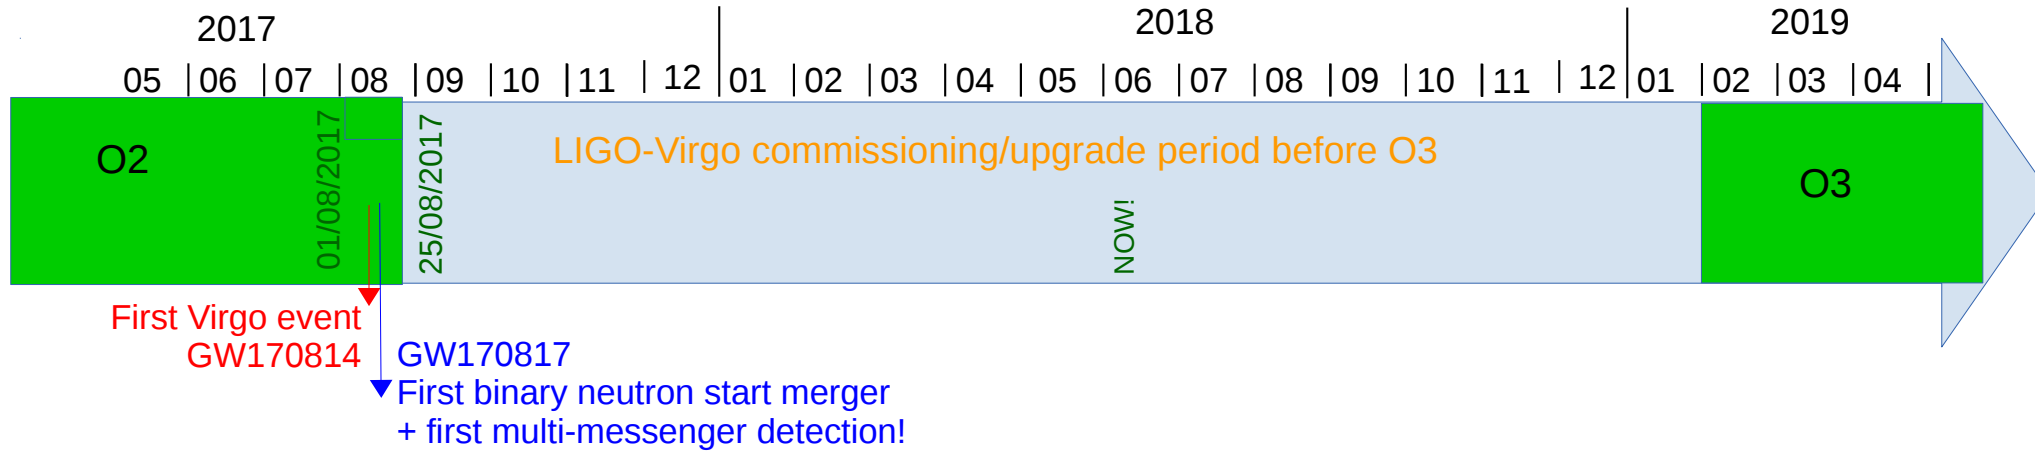 2017 2018 2019
05 |06 |07 |08 |09 |10 |11 | 12 |01 |02 |03 |04 | 05 |06 |07 |08 |09 |10 |11 | 12 |01 |02 |03 |04 |
O2
01/08/2017
25/08/2017
LIGO-Virgo commissioning/upgrade period before O3
NOW!
O3
First Virgo event
GW170814
GW170817
First binary neutron start merger
+ first multi-messenger detection!